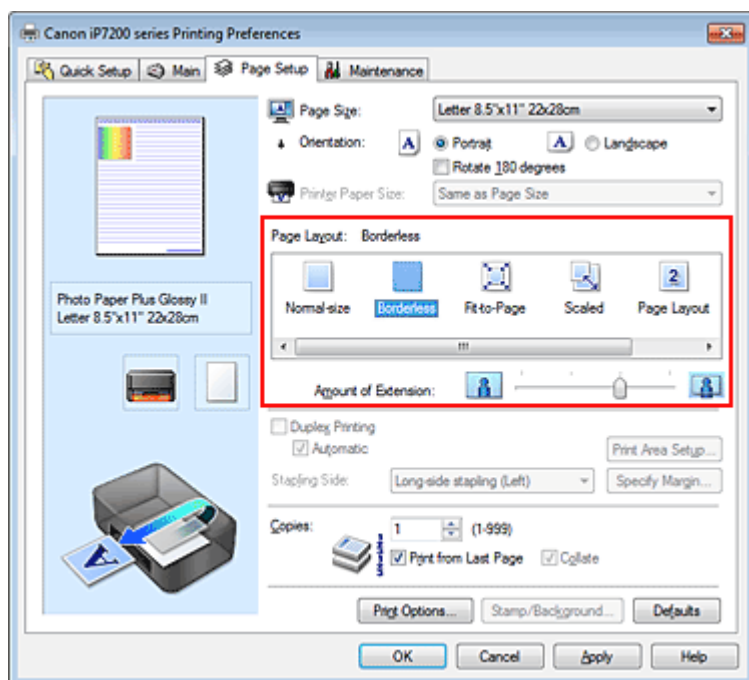 Canon iP7200 series Printing Preferences
Quick Setup Main Page Setup Maintenance
Page Size: Letter 8.5"x11" 22x28cm
Orientation: A Portrait A Landscape
Rotate 180 degrees
Printer Paper Size: Same as Page Size
Page Layout: Borderless
2
Normal-size Borderless Fit-to-Page Scaled Page Layout
Photo Paper Plus Glossy II
Letter 8.5"x11" 22x28cm
Amount of Extension:
Duplex Printing
Automatic Print Area Setup...
Stapling Side: Long-side stapling (Left) Specify Margin...
Copies: 1 (1-999)
Print from Last Page Collate
A
Print Options... Stamp/Background... Defaults
OK Cancel Apply Help